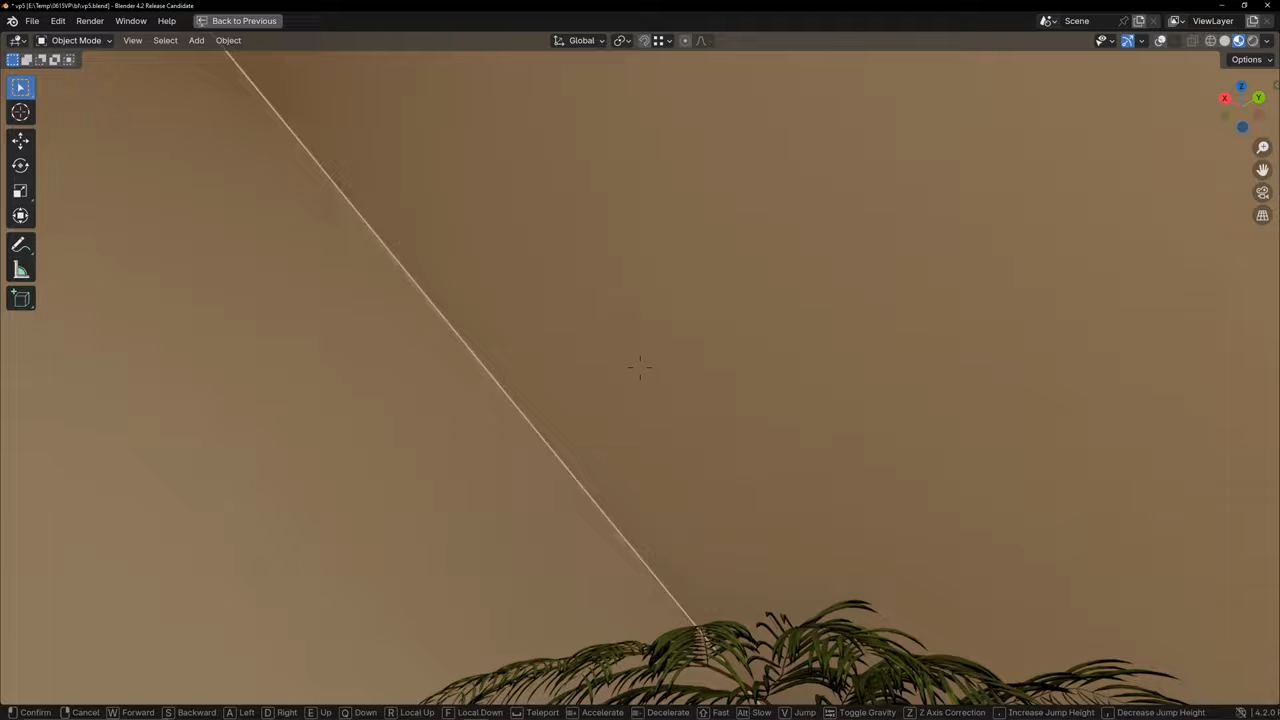 * vp5 [E:\Temp\0615VP\bl\vp5.blend] - Blender 4.2 Release Candidate
File Edit Render Window Help Back to Previous Scene ViewLayer
Object Mode View Select Add Object Global
Options
Z
X Y
Confirm Cancel W Forward S Backward A Left D Right E Up Q Down R Local Up F Local Down Teleport Accelerate Decelerate Fast Alt Slow V Jump Toggle Gravity Z Z Axis Correction . Increase Jump Height , Decrease Jump Height 4.2.0